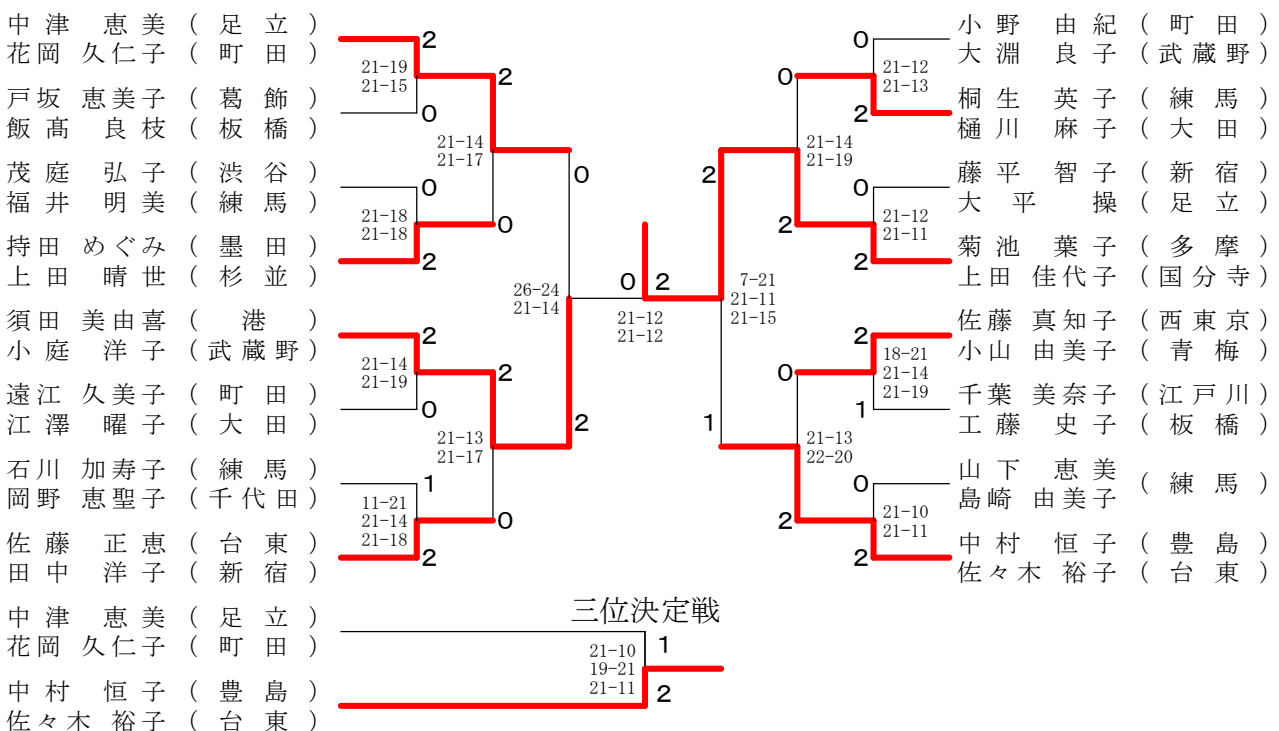 中津 恵美 ( 足立 )
花岡 久仁子 ( 町田 )
2
21-19
21-15
戸坂 恵美子 ( 葛飾 )
飯髙 良枝 ( 板橋 )
0
2
21-14
21-17
茂庭 弘子 ( 渋谷 )
福井 明美 ( 練馬 )
0
21-18
21-18
持田 めぐみ ( 墨田 )
上田 晴世 ( 杉並 )
2
0
0
26-24
21-14
須田 美由喜 ( 港 )
小庭 洋子 (武蔵野)
2
21-14
21-19
遠江 久美子 ( 町田 )
江澤 曜子 ( 大田 )
0
2
21-13
21-17
2
石川 加寿子 ( 練馬 )
岡野 恵聖子 (千代田)
1
11-21
21-14
21-18
佐藤 正恵 ( 台東 )
田中 洋子 ( 新宿 )
2
0
0 2
21-12
21-12
小野 由紀 ( 町田 )
大淵 良子 (武蔵野)
0
21-12
21-13
桐生 英子 ( 練馬 )
樋川 麻子 ( 大田 )
2
0
21-14
21-19
藤平 智子 ( 新宿 )
大平 操 ( 足立 )
0
21-12
21-11
菊池 葉子 ( 多摩 )
上田 佳代子 (国分寺)
2
2
2
7-21
21-11
21-15
佐藤 真知子 (西東京)
小山 由美子 ( 青梅 )
2
18-21
21-14
21-19
千葉 美奈子 (江戸川)
工藤 史子 ( 板橋 )
1
0
21-13
22-20
1
山下 恵美
島崎 由美子
( 練馬 )
0
21-10
21-11
中村 恒子 ( 豊島 )
佐々木 裕子 ( 台東 )
2
2
三位決定戦
中津 恵美 ( 足立 )
花岡 久仁子 ( 町田 )
1
21-10
19-21
21-11
中村 恒子 ( 豊島 )
佐々木 裕子 ( 台東 )
2